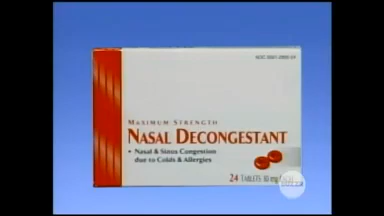 MAXIMUM STRENGTH
NASAL DECONGESTANT
• Nasal & Sinus Congestion
due to Colds & Allergies
24 TABLETS